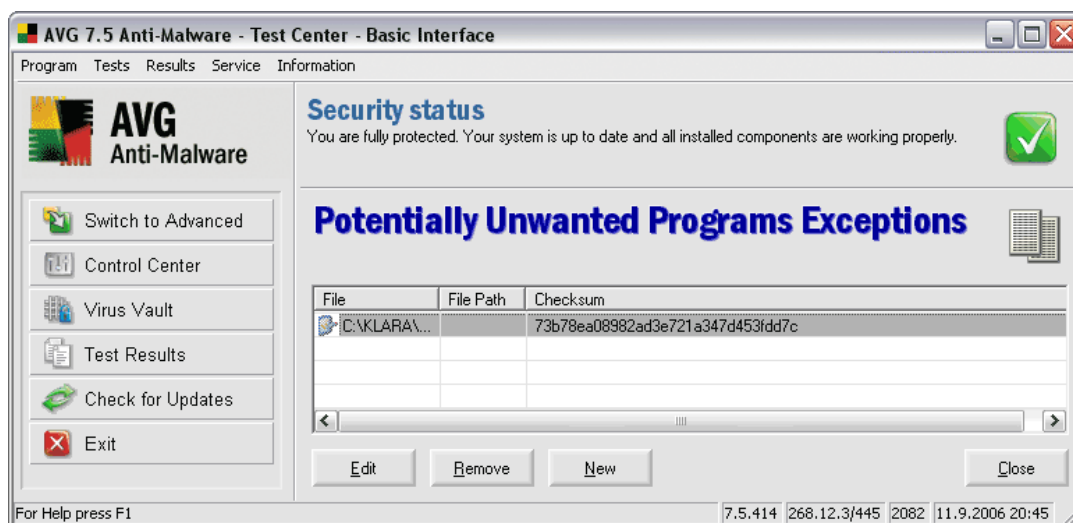 AVG 7.5 Anti-Malware - Test Center - Basic Interface
Program Tests Results Service Information
AVG
Anti-Malware
Security status
You are fully protected. Your system is up to date and all installed components are working properly.
Switch to Advanced
Control Center
Virus Vault
Test Results
Check for Updates
Exit
Potentially Unwanted Programs Exceptions
File File Path Checksum
C:\KLARA\... 73b78ea08982ad3e721a347d453fdd7c
Edit Remove New Close
For Help press F1 7.5.414 268.12.3/445 2082 11.9.2006 20:45